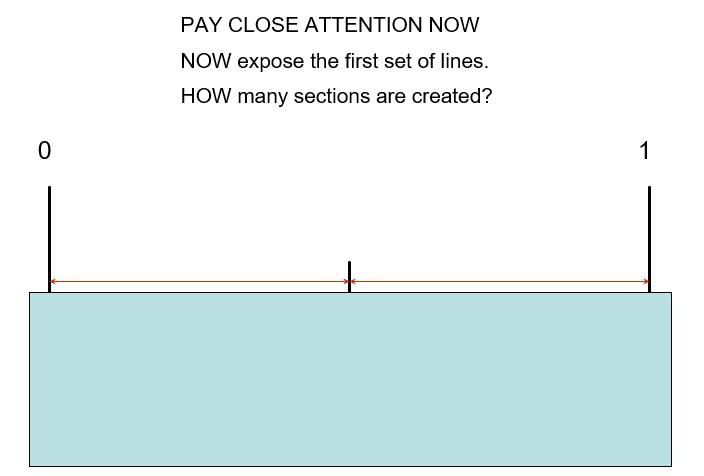 PAY CLOSE ATTENTION NOW
NOW expose the first set of lines.
HOW many sections are created?
0 1